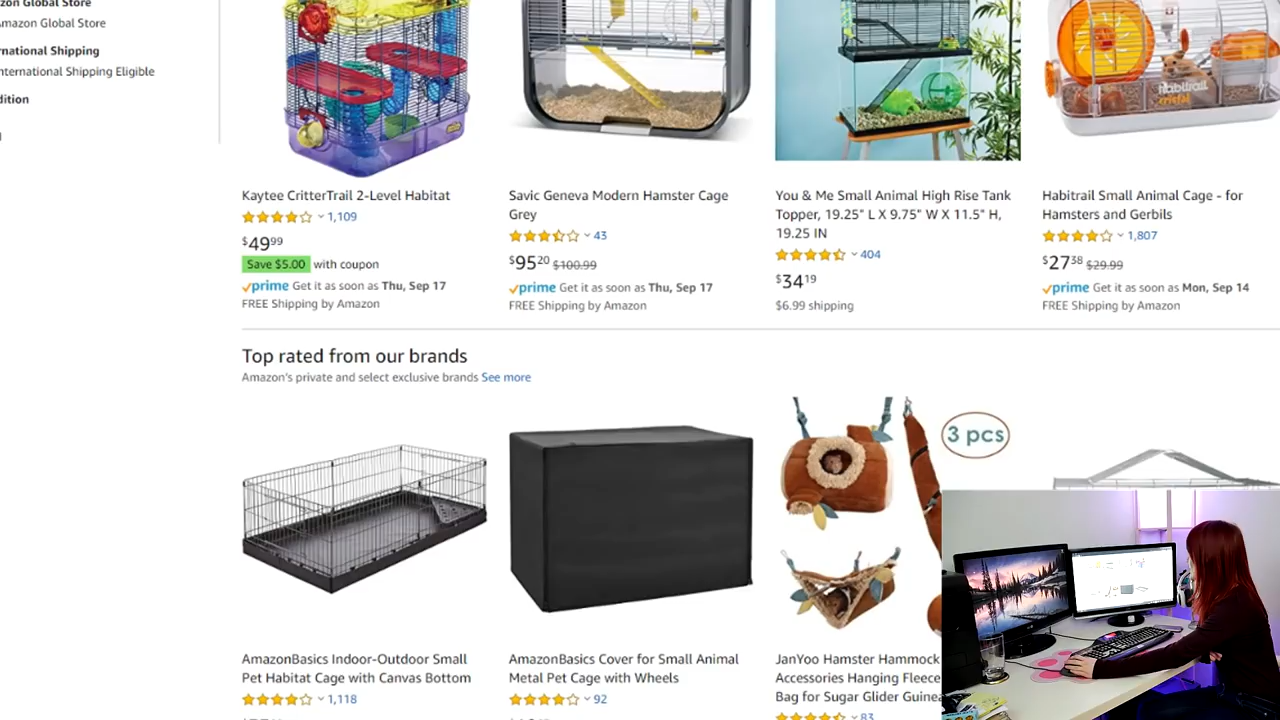 zon Global Store
mazon Global Store
rnational Shipping
nternational Shipping Eligible
dition
habitrail
Kaytee CritterTrail 2-Level Habitat
1,109
$49 99
Save $5.00 with coupon
prime Get it as soon as Thu, Sep 17
FREE Shipping by Amazon
Savic Geneva Modern Hamster Cage
Grey
43
$95 20 $100.99
prime Get it as soon as Thu, Sep 17
FREE Shipping by Amazon
You & Me Small Animal High Rise Tank
Topper, 19.25" L X 9.75" W X 11.5" H,
19.25 IN
404
$34 19
$6.99 shipping
Habitrail Small Animal Cage - for
Hamsters and Gerbils
1,807
$27 38 $29.99
prime Get it as soon as Mon, Sep 14
FREE Shipping by Amazon
Top rated from our brands
Amazon's private and select exclusive brands See more
3 pcs
AmazonBasics Indoor-Outdoor Small
Pet Habitat Cage with Canvas Bottom
1,118
AmazonBasics Cover for Small Animal
Metal Pet Cage with Wheels
92
JanYoo Hamster Hammock
Accessories Hanging Fleece
Bag for Sugar Glider Guinea
83